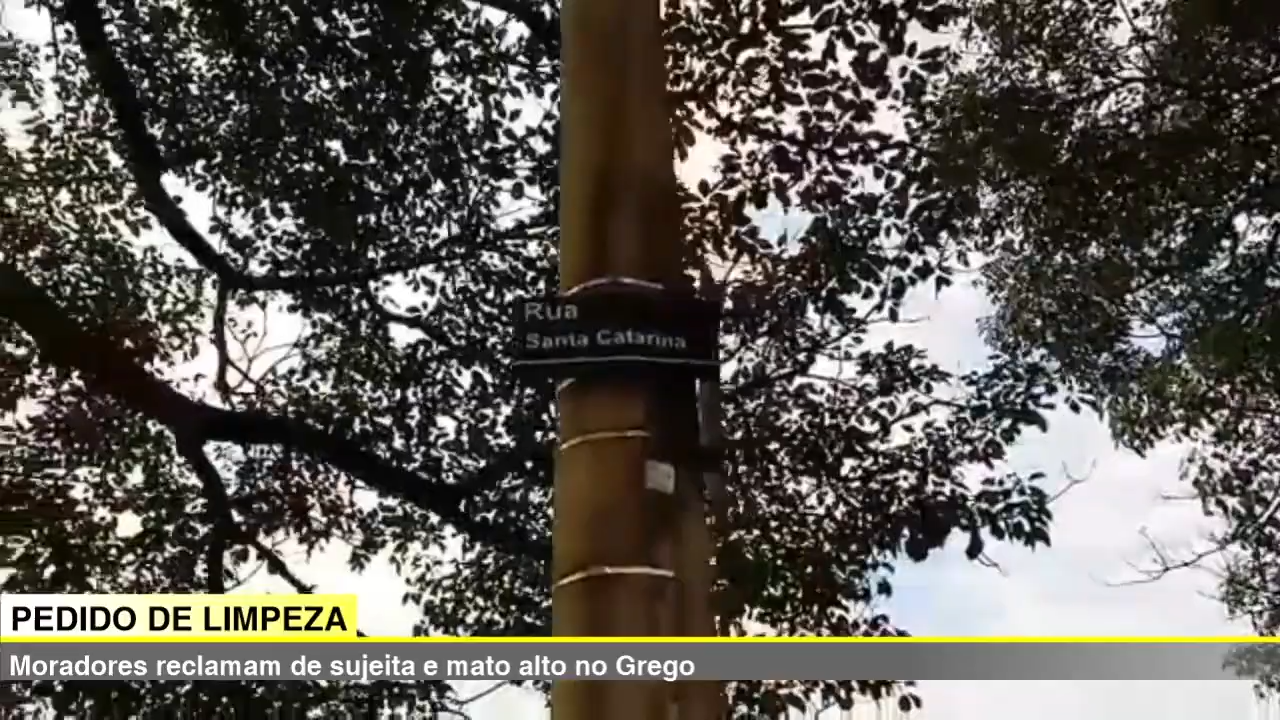 Rua
Santa Catarina
PEDIDO DE LIMPEZA
Moradores reclamam de sujeita e mato alto no Grego